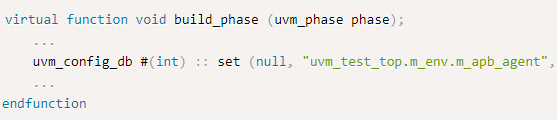 virtual function void build_phase (uvm_phase phase);
...
uvm_config_db #(int) :: set (null, "uvm_test_top.m_env.m_apb_agent",
...
endfunction